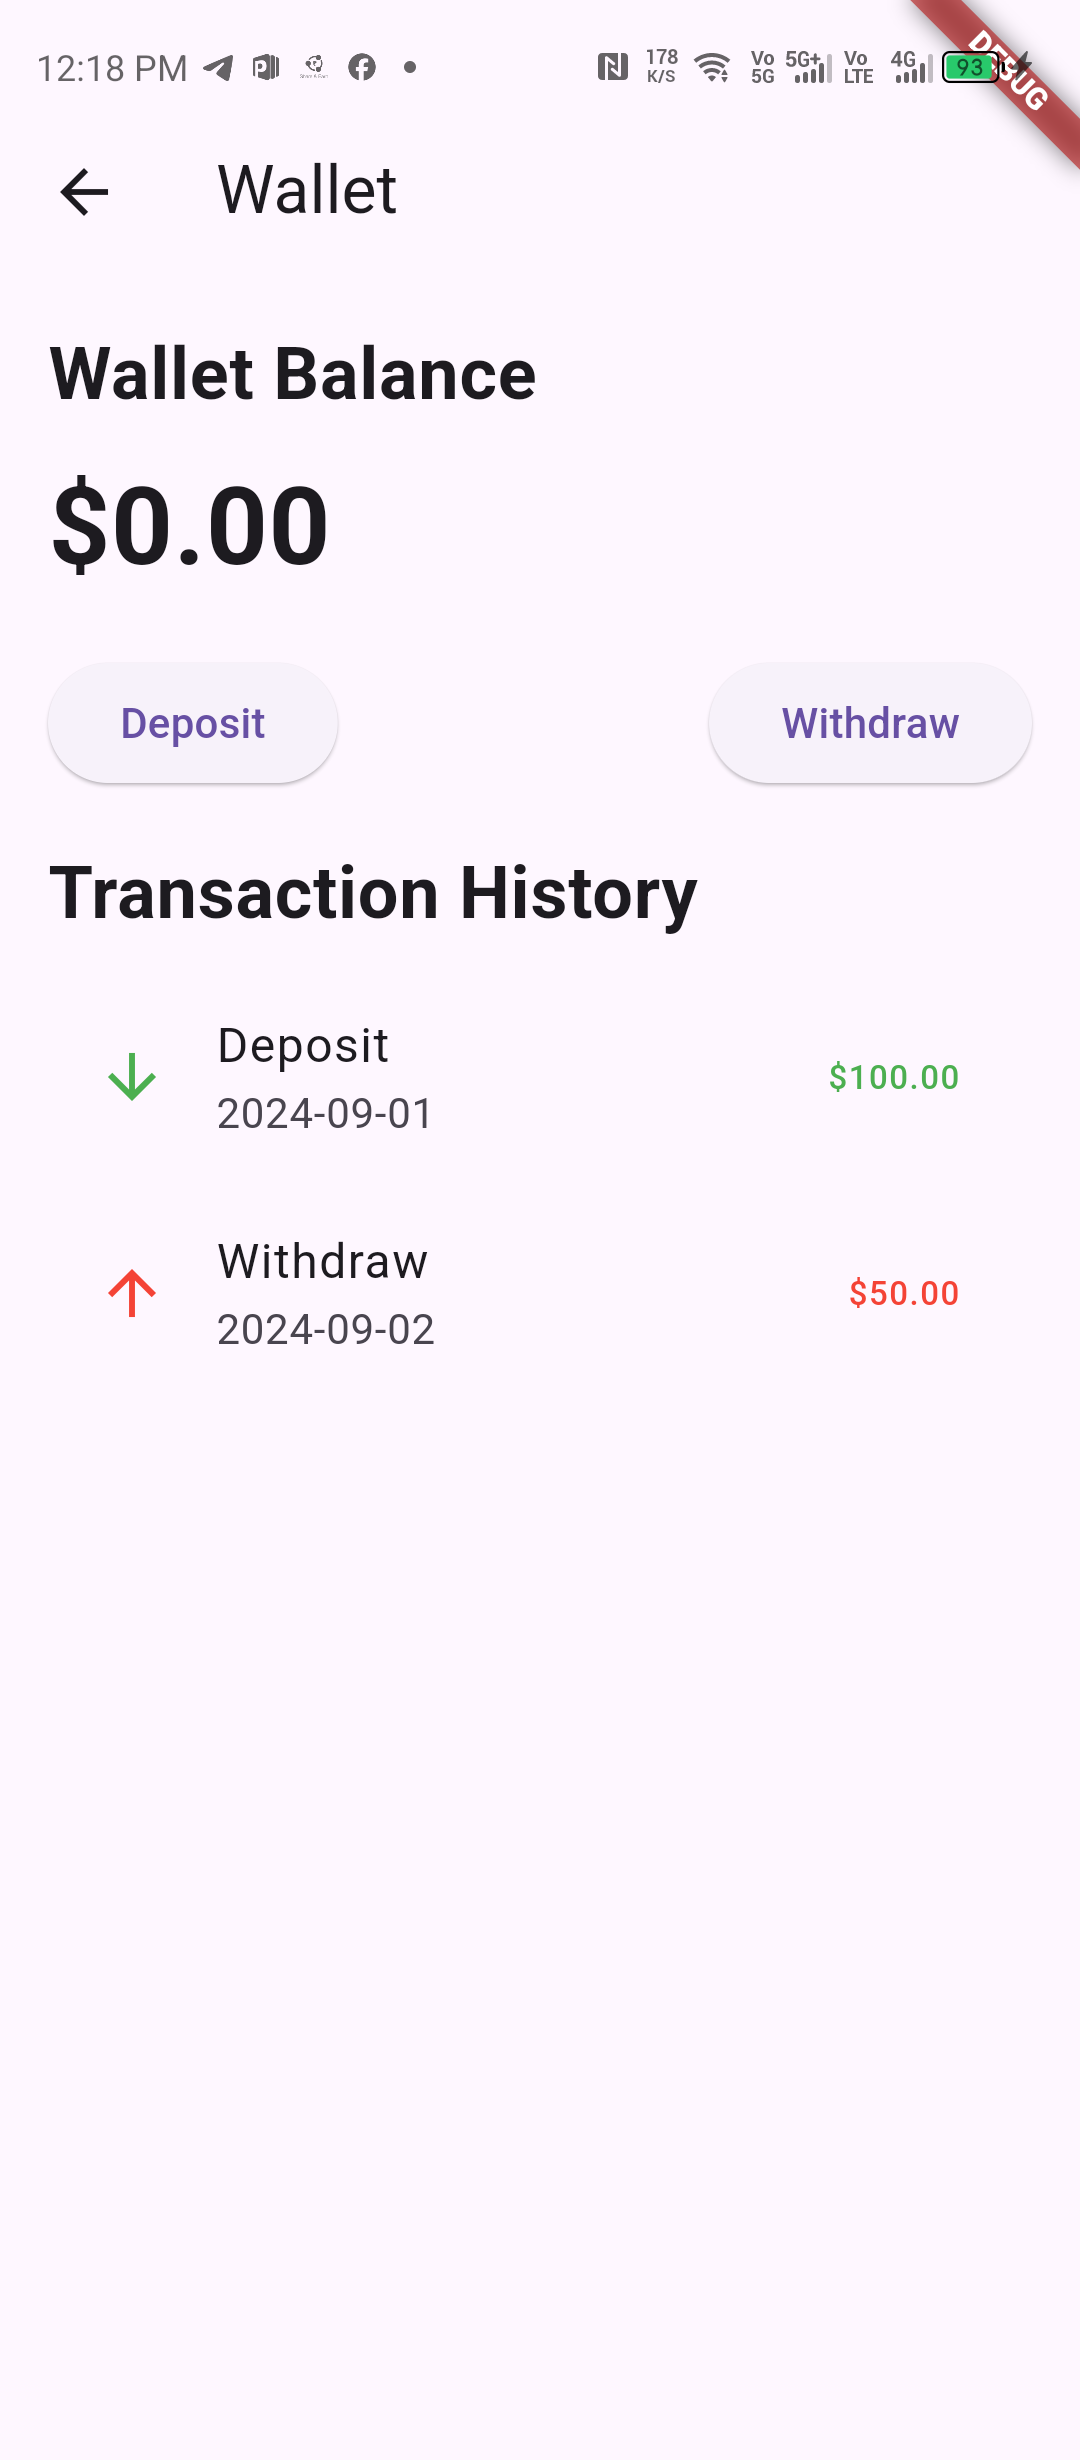 12:18 PM
178
K/S
Vo
5G
5G+
Vo
LTE
4G
93
DEBUG
Wallet
Wallet Balance
$0.00
Deposit
Withdraw
Transaction History
Deposit
$100.00
2024-09-01
Withdraw
$50.00
2024-09-02